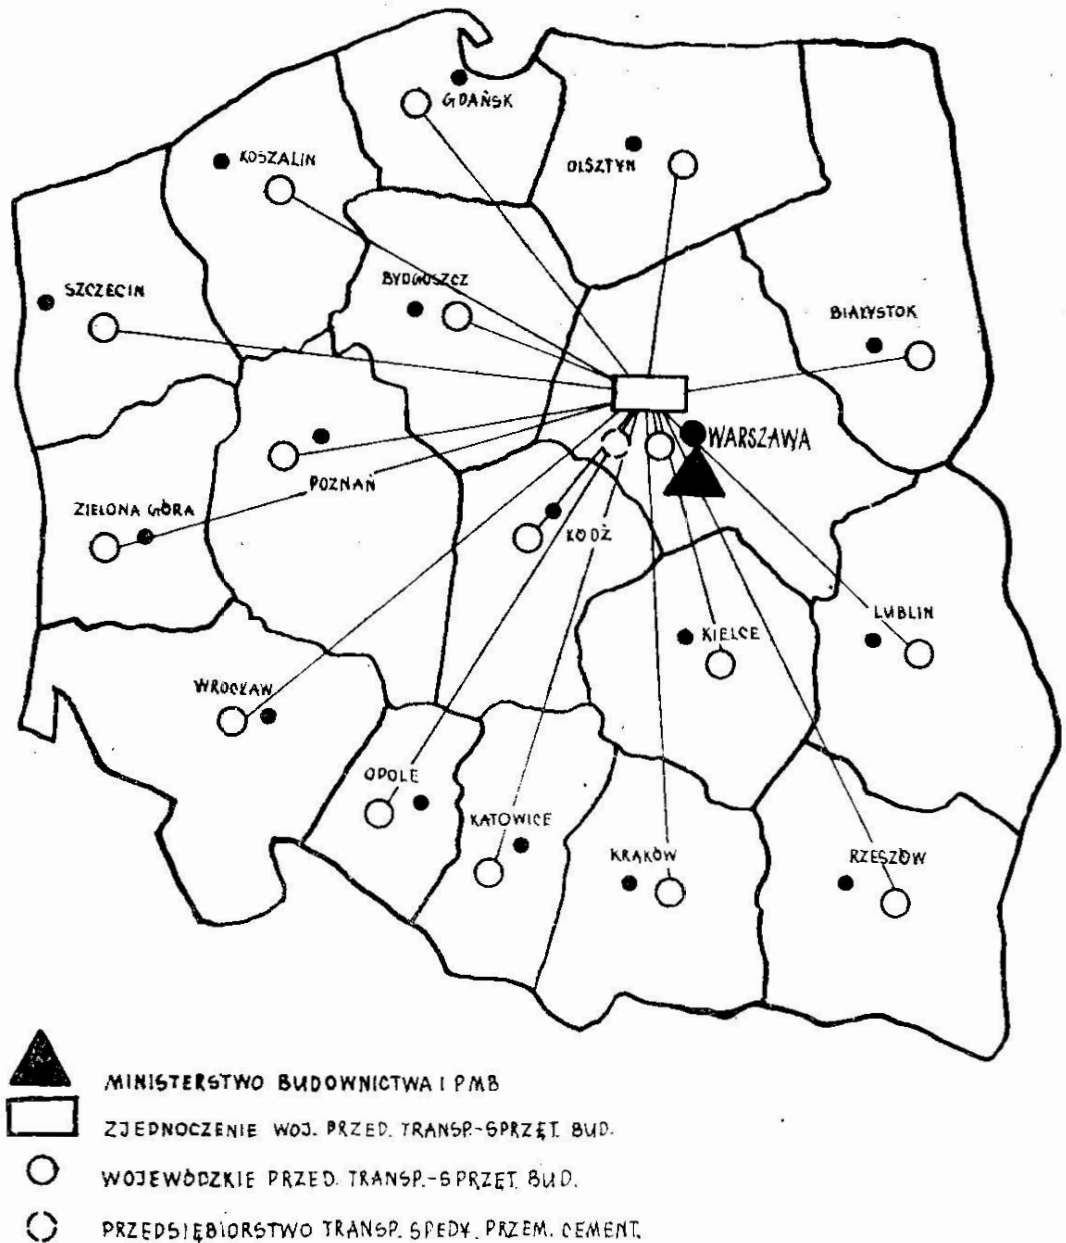 GDAŃSK
KOSZALIN
OLSZTYN
BYDGOSZCZ
SZCZECIN
BIAŁYSTOK
WARSZAWA
POZNAŃ
ZIELONA GÓRA
ŁÓDŹ
LUBLIN
KIELCE
WROCŁAW
OPOLE
KATOWICE
KRAKÓW
RZESZÓW
MINISTERSTWO BUDOWNICTWA I PMB
ZJEDNOCZENIE WOJ. PRZED. TRANSP.-SPRZĘT. BUD.
WOJEWÓDZKIE PRZED. TRANSP.-SPRZĘT. BUD.
PRZEDSIĘBIORSTWO TRANSP. SPEDY. PRZEM. CEMENT.